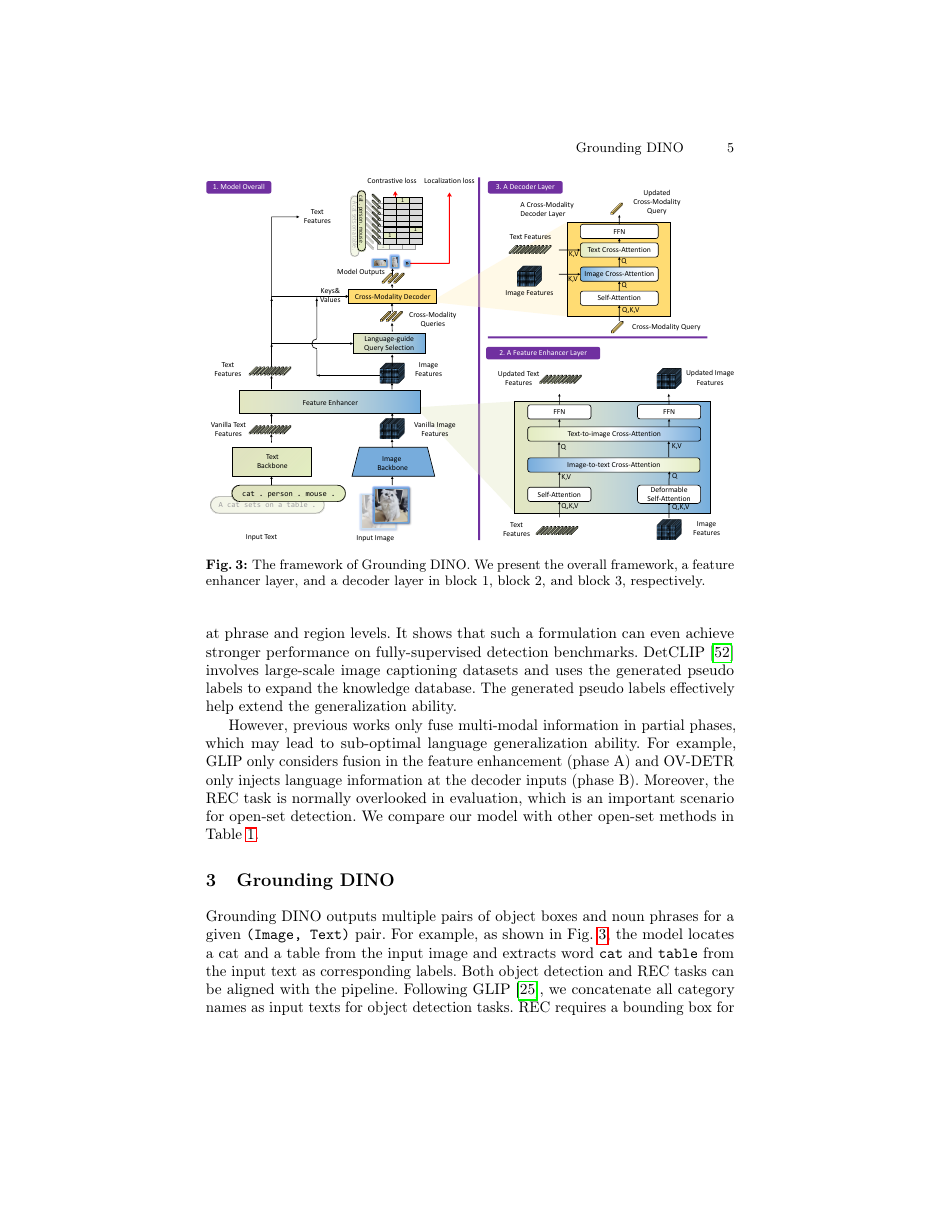 Grounding DINO 5
1. Model Overall
Contrastive loss Localization loss
cat person mouse
1
1
1
Text
Features
Model Outputs
Keys&
Values
Cross-Modality Decoder
Cross-Modality
Queries
Language-guide
Query Selection
Text
Features
Image
Features
Feature Enhancer
Vanilla Text
Features
Vanilla Image
Features
Text
Backbone
Image
Backbone
cat . person . mouse .
A cat sets on a table .
Input Text
Input Image
3. A Decoder Layer
A Cross-Modality
Decoder Layer
Updated
Cross-Modality
Query
FFN
Text Features
Text Cross-Attention
K,V
Q
Image Cross-Attention
K,V
Q
Image Features
Self-Attention
Q,K,V
Cross-Modality Query
2. A Feature Enhancer Layer
Updated Text
Features
Updated Image
Features
FFN
FFN
Text-to-image Cross-Attention
Q
K,V
Image-to-text Cross-Attention
K,V
Q
Self-Attention
Deformable
Self-Attention
Q,K,V
Q,K,V
Text
Features
Image
Features
Fig. 3: The framework of Grounding DINO. We present the overall framework, a feature
enhancer layer, and a decoder layer in block 1, block 2, and block 3, respectively.
at phrase and region levels. It shows that such a formulation can even achieve
stronger performance on fully-supervised detection benchmarks. DetCLIP [52]
involves large-scale image captioning datasets and uses the generated pseudo
labels to expand the knowledge database. The generated pseudo labels effectively
help extend the generalization ability.
However, previous works only fuse multi-modal information in partial phases,
which may lead to sub-optimal language generalization ability. For example,
GLIP only considers fusion in the feature enhancement (phase A) and OV-DETR
only injects language information at the decoder inputs (phase B). Moreover, the
REC task is normally overlooked in evaluation, which is an important scenario
for open-set detection. We compare our model with other open-set methods in
Table 1.
3 Grounding DINO
Grounding DINO outputs multiple pairs of object boxes and noun phrases for a
given (Image, Text) pair. For example, as shown in Fig. 3, the model locates
a cat and a table from the input image and extracts word cat and table from
the input text as corresponding labels. Both object detection and REC tasks can
be aligned with the pipeline. Following GLIP [25], we concatenate all category
names as input texts for object detection tasks. REC requires a bounding box for